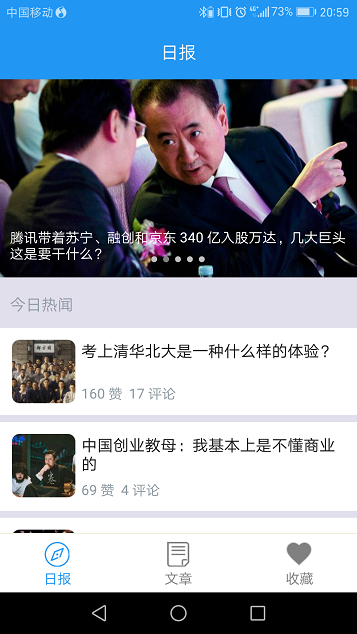 中国移动
4G 73% 20:59
日报
腾讯带着苏宁、融创和京东 340 亿入股万达，几大巨头
这是要干什么？
今日热闻
考上清华北大是一种什么样的体验？
160 赞 17 评论
中国创业教母：我基本上是不懂商业
的
69 赞 4 评论
日报 文章 收藏